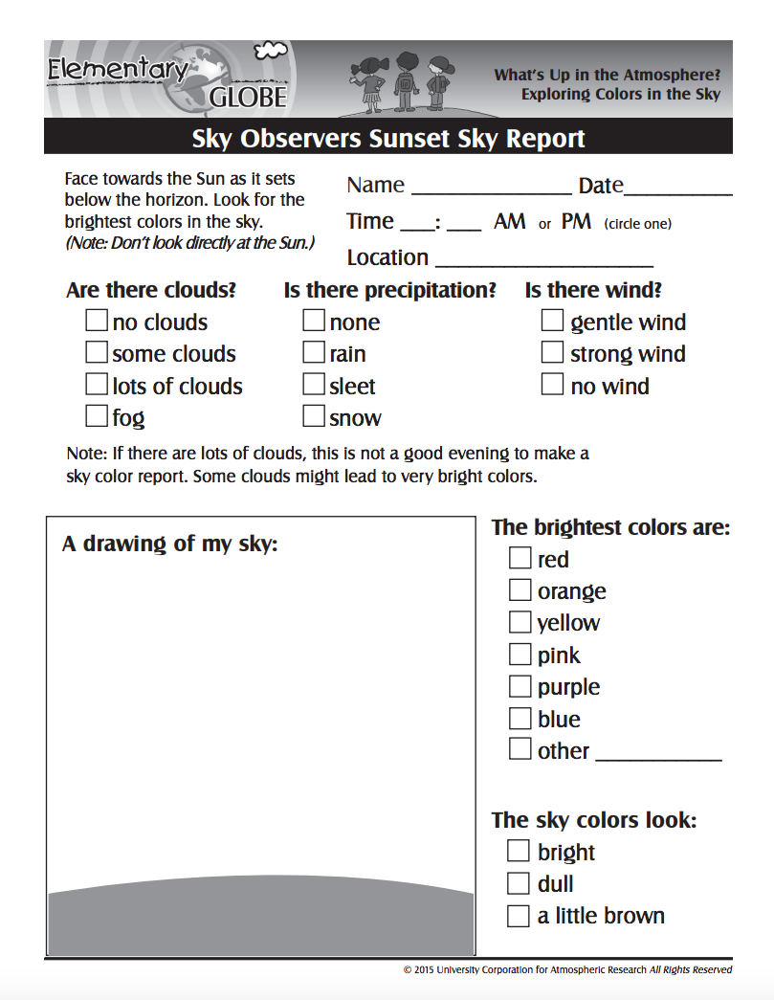 Elementary
GLOBE
What's Up in the Atmosphere?
Exploring Colors in the Sky
Sky Observers Sunset Sky Report
Face towards the Sun as it sets
below the horizon. Look for the
brightest colors in the sky.
(Note: Don't look directly at the Sun.)
Name ______________ Date__________
Time ___: ___ AM or PM (circle one)
Location ___________________
Are there clouds?
no clouds
some clouds
lots of clouds
fog
Is there precipitation?
none
rain
sleet
snow
Is there wind?
gentle wind
strong wind
no wind
Note: If there are lots of clouds, this is not a good evening to make a
sky color report. Some clouds might lead to very bright colors.
A drawing of my sky:
The brightest colors are:
red
orange
yellow
pink
purple
blue
other ___________
The sky colors look:
bright
dull
a little brown
© 2015 University Corporation for Atmospheric Research All Rights Reserved